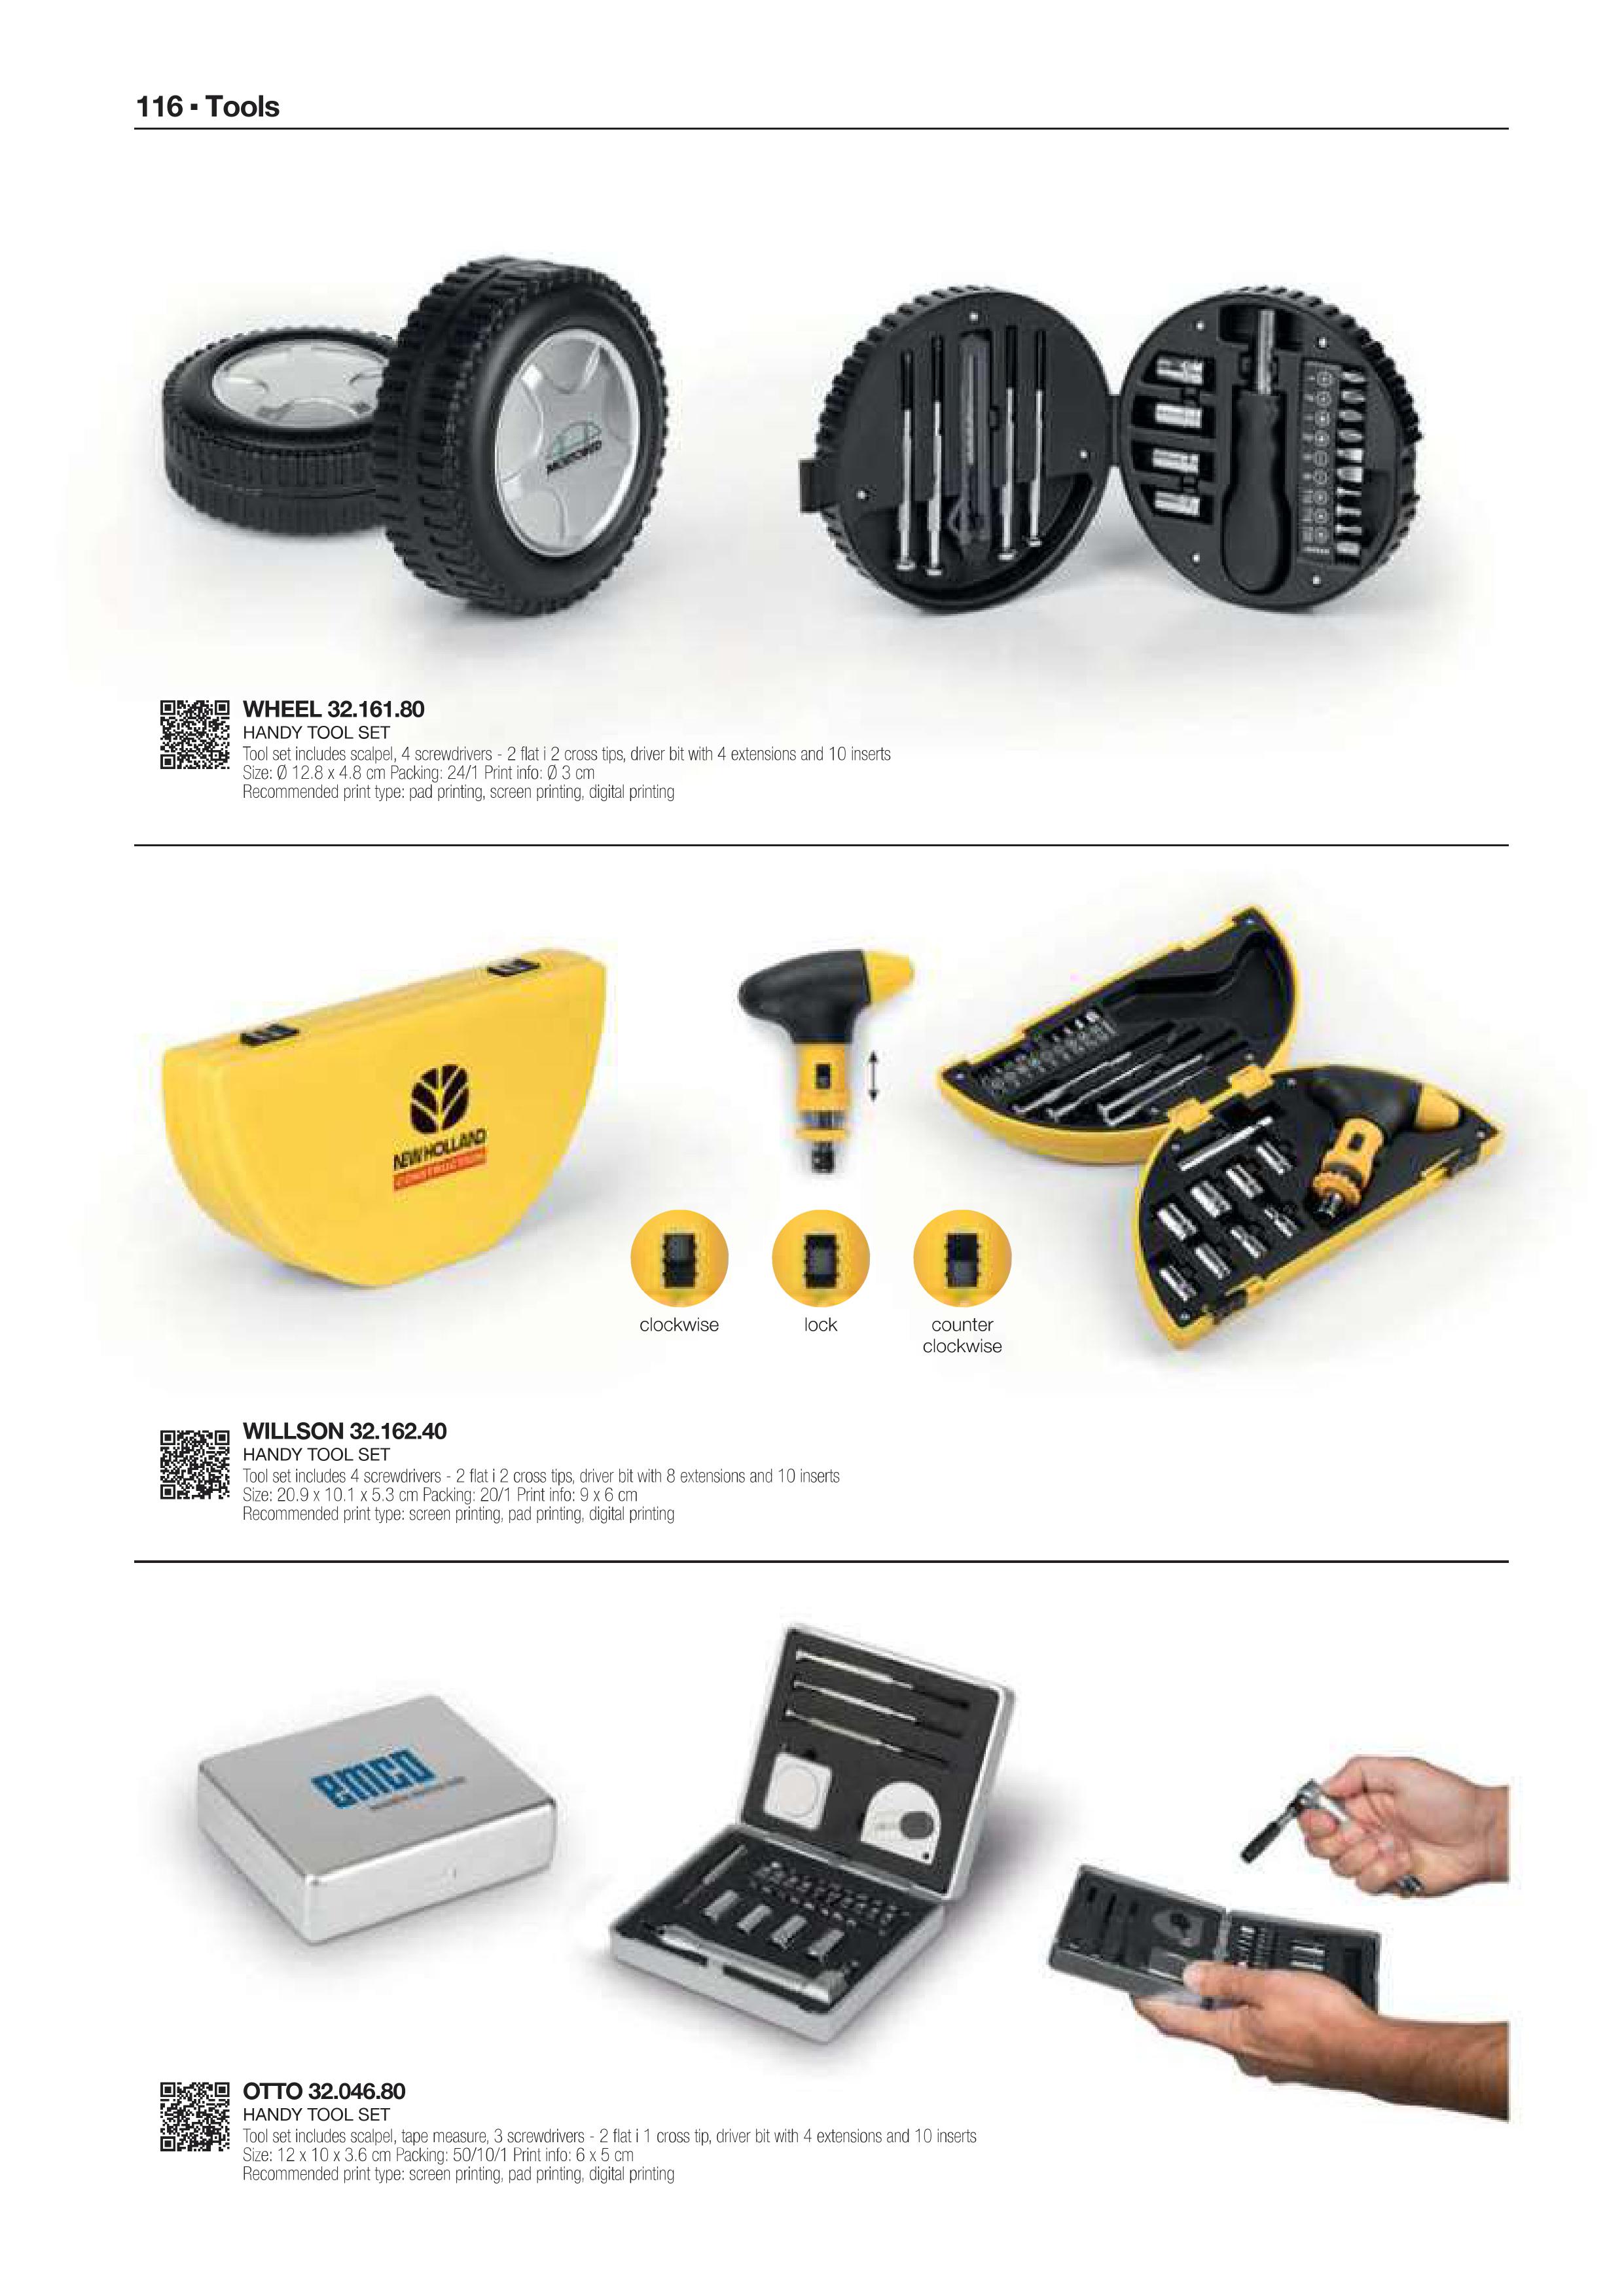 116 ▪ Tools
WHEEL 32.161.80
HANDY TOOL SET
Tool set includes scalpel, 4 screwdrivers - 2 flat i 2 cross tips, driver bit with 4 extensions and 10 inserts
Size: Ø 12.8 x 4.8 cm Packing: 24/1 Print info: Ø 3 cm
Recommended print type: pad printing, screen printing, digital printing
NEW HOLLAND
CONSTRUCTION
clockwise
lock
counter
clockwise
WILLSON 32.162.40
HANDY TOOL SET
Tool set includes 4 screwdrivers - 2 flat i 2 cross tips, driver bit with 8 extensions and 10 inserts
Size: 20.9 x 10.1 x 5.3 cm Packing: 20/1 Print info: 9 x 6 cm
Recommended print type: screen printing, pad printing, digital printing
emco
OTTO 32.046.80
HANDY TOOL SET
Tool set includes scalpel, tape measure, 3 screwdrivers - 2 flat i 1 cross tip, driver bit with 4 extensions and 10 inserts
Size: 12 x 10 x 3.6 cm Packing: 50/10/1 Print info: 6 x 5 cm
Recommended print type: screen printing, pad printing, digital printing